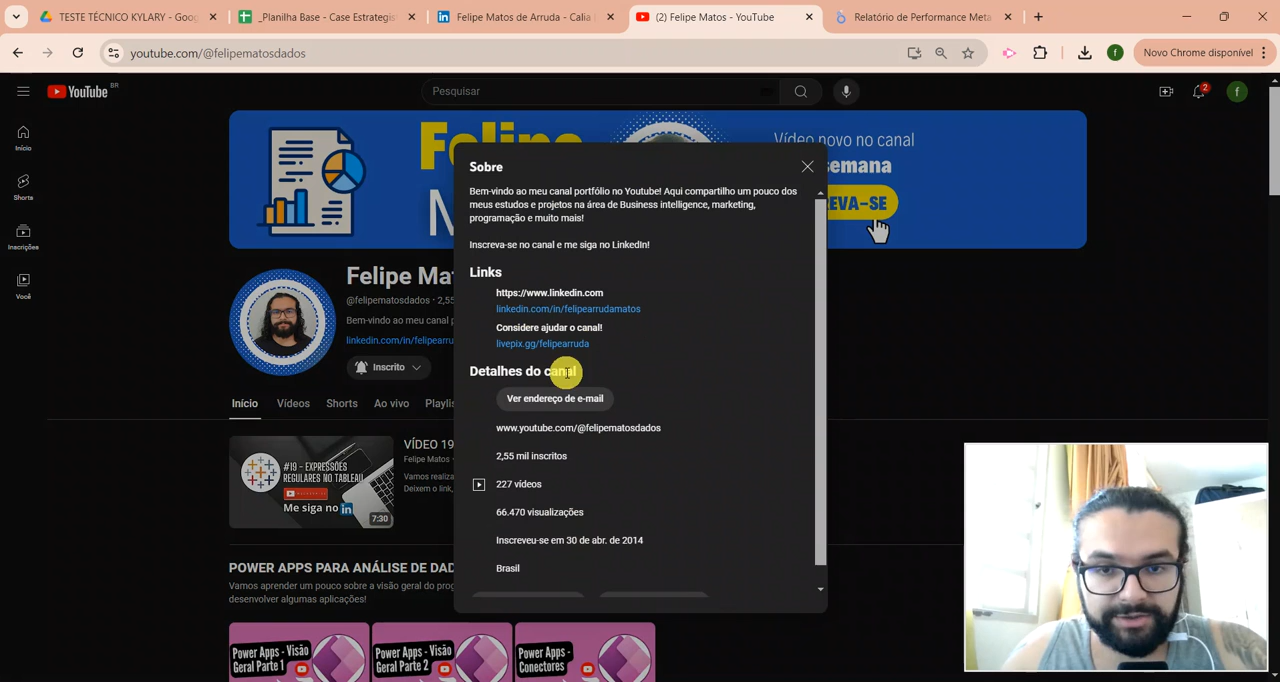 TESTE TÉCNICO KYLARY - Goog
_Planilha Base - Case Estrategis
Felipe Matos de Arruda - Calia
(2) Felipe Matos - YouTube
Relatório de Performance Meta
youtube.com/@felipematosdados
Novo Chrome disponível
YouTube BR
Pesquisar
2
f
Início
Shorts
Inscrições
Você
Felipe
Vídeo novo no canal
semana
REVA-SE
Felipe Ma
@felipematosdados · 2,55
Bem-vindo ao meu canal p
linkedin.com/in/felipearru
Inscrito
Início Vídeos Shorts Ao vivo Playlis
Sobre
Bem-vindo ao meu canal portfólio no Youtube! Aqui compartilho um pouco dos
meus estudos e projetos na área de Business intelligence, marketing,
programação e muito mais!
Inscreva-se no canal e me siga no LinkedIn!
Links
https://www.linkedin.com
linkedin.com/in/felipearrudamatos
Considere ajudar o canal!
livepix.gg/felipearruda
Detalhes do canal
Ver endereço de e-mail
www.youtube.com/@felipematosdados
2,55 mil inscritos
227 vídeos
66.470 visualizações
Inscreveu-se em 30 de abr. de 2014
Brasil
#19 - EXPRESSÕES
REGULARES NO TABLEAU
Me siga no in
7:30
VÍDEO 19
Felipe Matos
Vamos realiza
Deixem o link,
POWER APPS PARA ANÁLISE DE DAD
Vamos aprender um pouco sobre a visão geral do prog
desenvolver algumas aplicações!
Power Apps - Visão
Geral Parte 1
Power Apps - Visão
Geral Parte 2
Power Apps -
Conectores